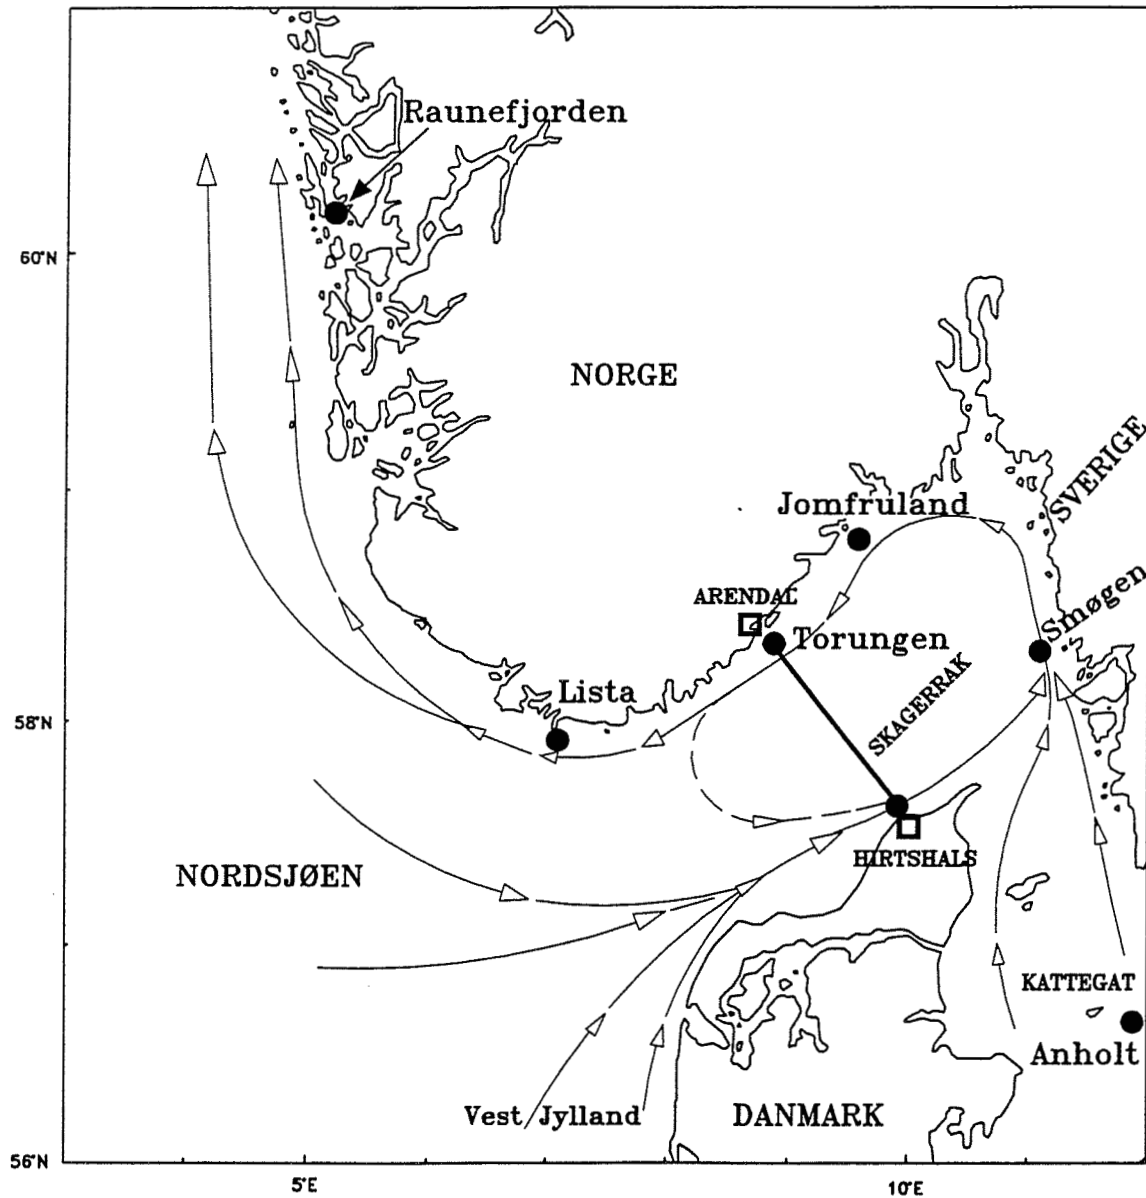 Raunefjorden
60°N
NORGE
SVERIGE
Jomfruland
ARENDAL
Smøgen
Torungen
SKAGERRAK
Lista
58°N
HIRTSHALS
NORDSJØEN
KATTEGAT
Anholt
Vest Jylland
DANMARK
56°N
5°E
10°E